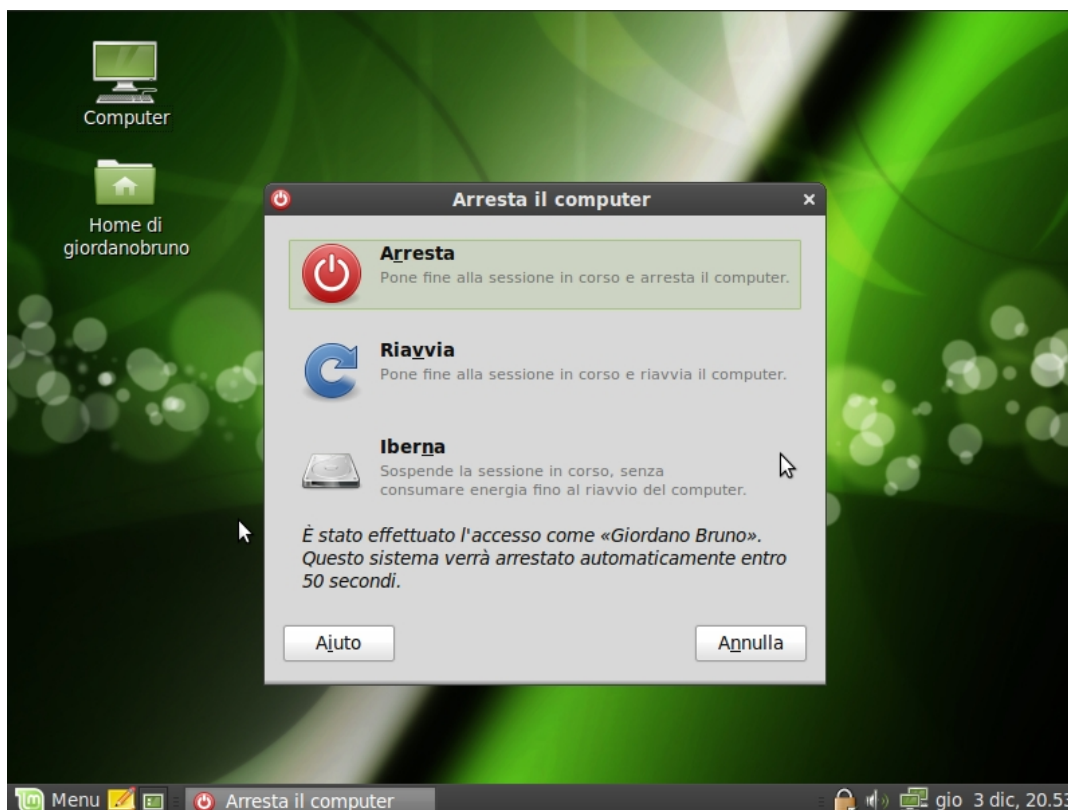 Computer
Home di
giordanobruno
Arresta il computer
Arresta
Pone fine alla sessione in corso e arresta il computer.
Riavvia
Pone fine alla sessione in corso e riavvia il computer.
Iberna
Sospende la sessione in corso, senza
consumare energia fino al riavvio del computer.
È stato effettuato l'accesso come «Giordano Bruno».
Questo sistema verrà arrestato automaticamente entro
50 secondi.
Aiuto
Annulla
Menu
Arresta il computer
gio 3 dic, 20.53